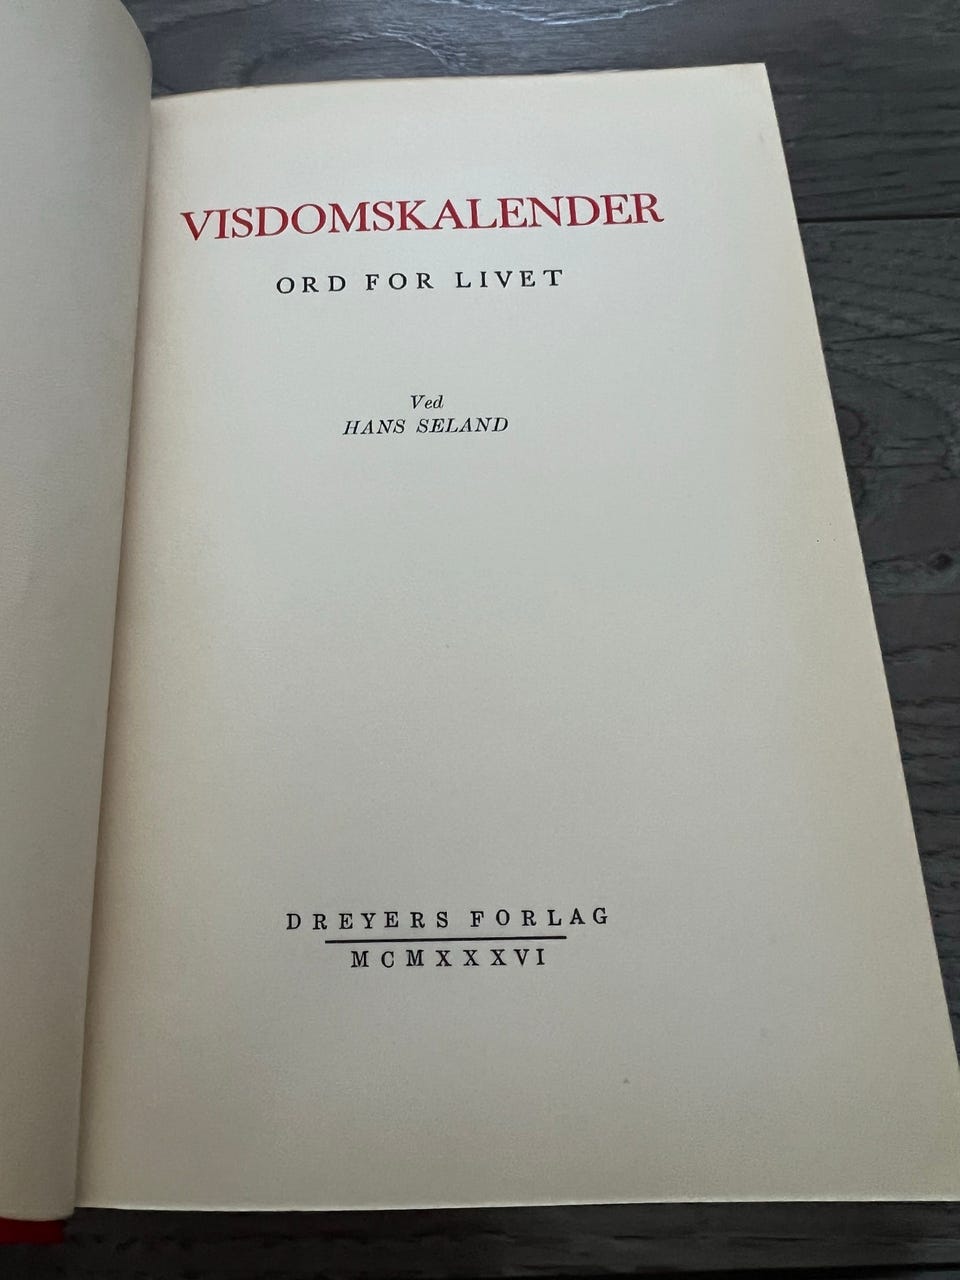 VISDOMSKALENDER
ORD FOR LIVET
Ved
HANS SELAND
DREYERS FORLAG
MCMXXXVI